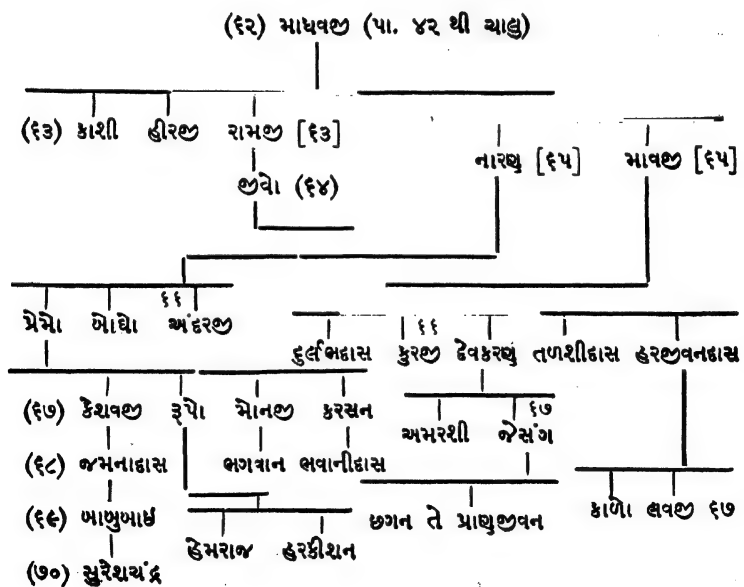 (૬૨) માધવજી (પા. ૪૨ થી ચાલુ)
(૬૩) કાશી હીરજી રામજી [૬૩]
નારણ [૬૫] માવજી [૬૫]
જીવો (૬૪)
૬૬
પ્રેમો બોઘો અંદરજી
૬૬
દુર્લભદાસ કુરજી દેવકરણ તળશીદાસ હરજીવનદાસ
(૬૭) કેશવજી રૂપો મોનજી કરસન
૬૭
અમરશી જેસંગ
(૬૮) જમનાદાસ ભગવાન ભવાનીદાસ
(૬૯) બાબુભાઈ
હેમરાજ હરકીશન
છગન તે પ્રાણજીવન
કાળો લવજી ૬૭
(૭૦) સુરેશચંદ્ર